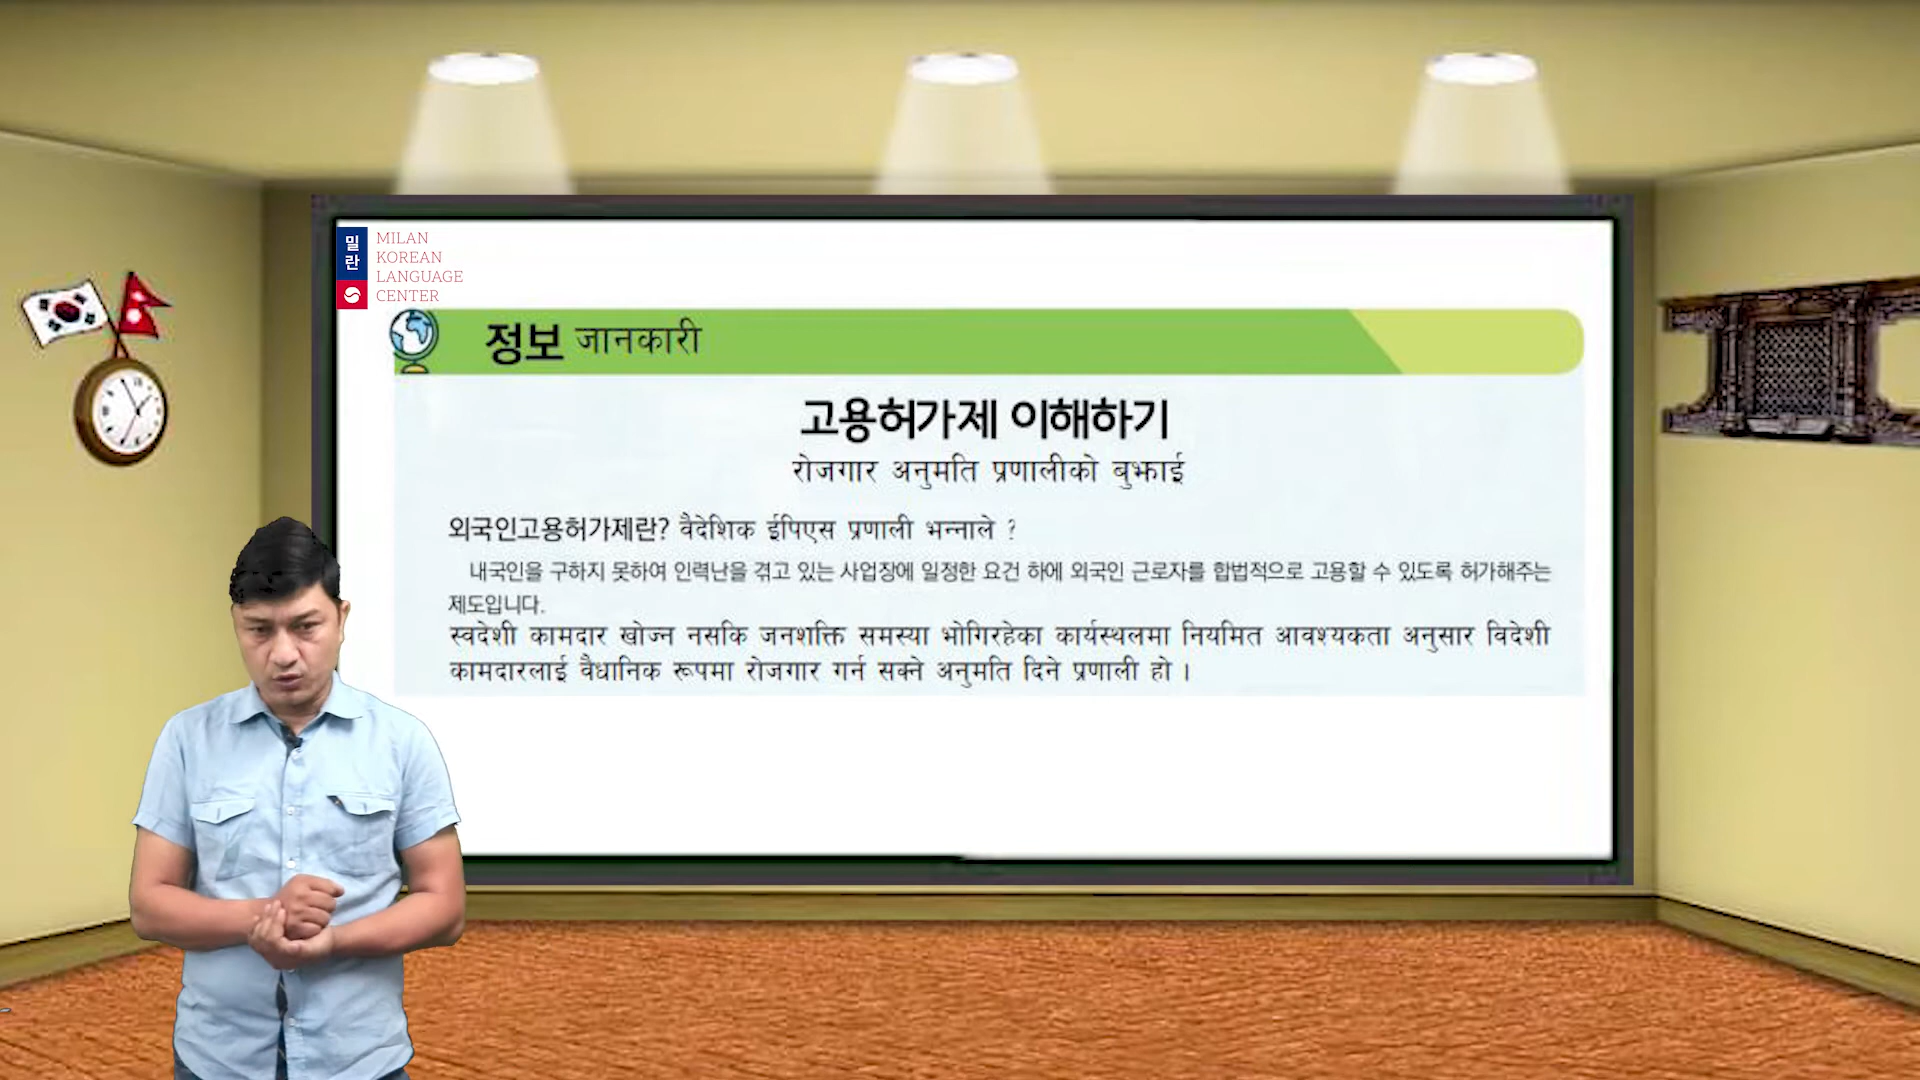 밀란
MILAN
KOREAN
LANGUAGE
CENTER
정보 जानकारी
고용허가제 이해하기
रोजगार अनुमति प्रणालीको बुझाई
외국인고용허가제란? वैदेशिक ईपिएस प्रणाली भन्नाले ?
내국인을 구하지 못하여 인력난을 겪고 있는 사업장에 일정한 요건 하에 외국인 근로자를 합법적으로 고용할 수 있도록 허가해주는
제도입니다.
स्वदेशी कामदार खोज्न नसकि जनशक्ति समस्या भोगिरहेका कार्यस्थलमा नियमित आवश्यकता अनुसार विदेशी
कामदारलाई वैधानिक रूपमा रोजगार गर्न सक्ने अनुमति दिने प्रणाली हो ।